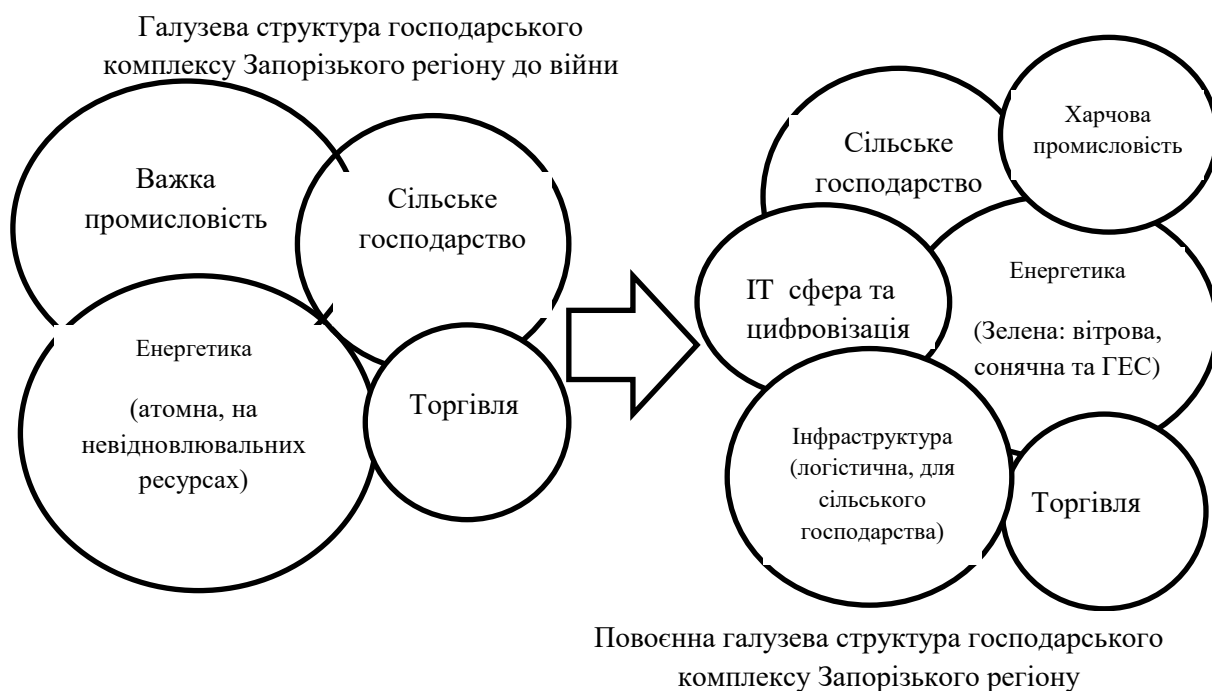 Галузева структура господарського
комплексу Запорізького регіону до війни
Важка
промисловість
Сільське
господарство
Енергетика
(атомна, на
невідновлювальних
ресурсах)
Торгівля
Сільське
господарство
Харчова
промисловість
ІТ сфера та
цифровізація
Енергетика
(Зелена: вітрова,
сонячна та ГЕС)
Інфраструктура
(логістична, для
сільського
господарства)
Торгівля
Повоєнна галузева структура господарського
комплексу Запорізького регіону